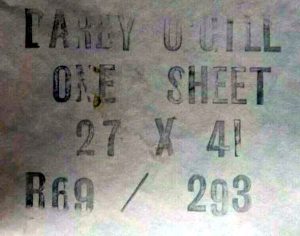 DARBY O'GILL
ONE SHEET
27 X 41
R69 / 293